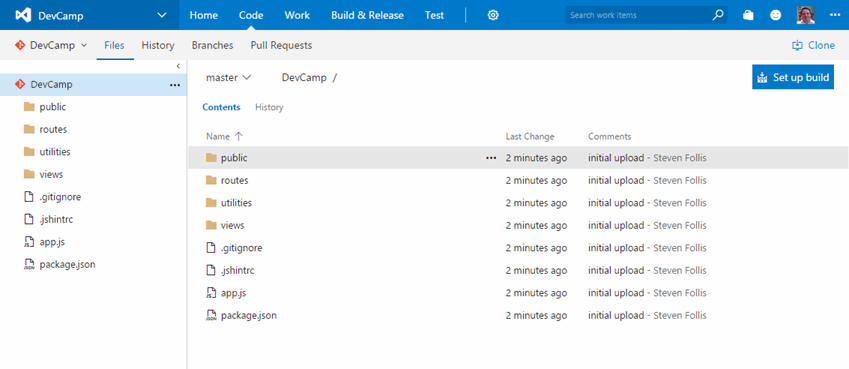 DevCamp Home Code Work Build & Release Test Search work items
DevCamp Files History Branches Pull Requests Clone
DevCamp
public
routes
utilities
views
.gitignore
.jshintrc
app.js
package.json
master DevCamp / Set up build
Contents History
Name Last Change Comments
public 2 minutes ago initial upload - Steven Follis
routes 2 minutes ago initial upload - Steven Follis
utilities 2 minutes ago initial upload - Steven Follis
views 2 minutes ago initial upload - Steven Follis
.gitignore 2 minutes ago initial upload - Steven Follis
.jshintrc 2 minutes ago initial upload - Steven Follis
app.js 2 minutes ago initial upload - Steven Follis
package.json 2 minutes ago initial upload - Steven Follis